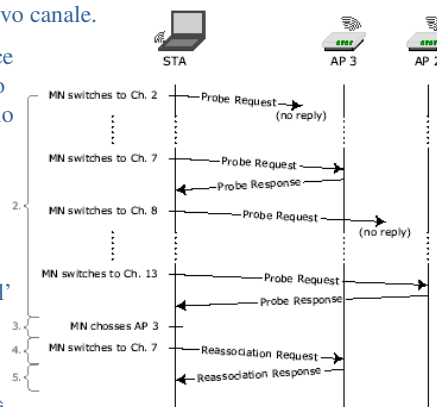 vo canale.
ce
o
lo
l'
STA
AP 3
AP 2
MN switches to Ch. 2
Probe Request
(no reply)
MN switches to Ch. 7
Probe Request
Probe Response
2.
MN switches to Ch. 8
Probe Request
(no reply)
MN switches to Ch. 13
Probe Request
Probe Response
3.
MN chosses AP 3
4.
MN switches to Ch. 7
Reassociation Request
5.
Reassociation Response